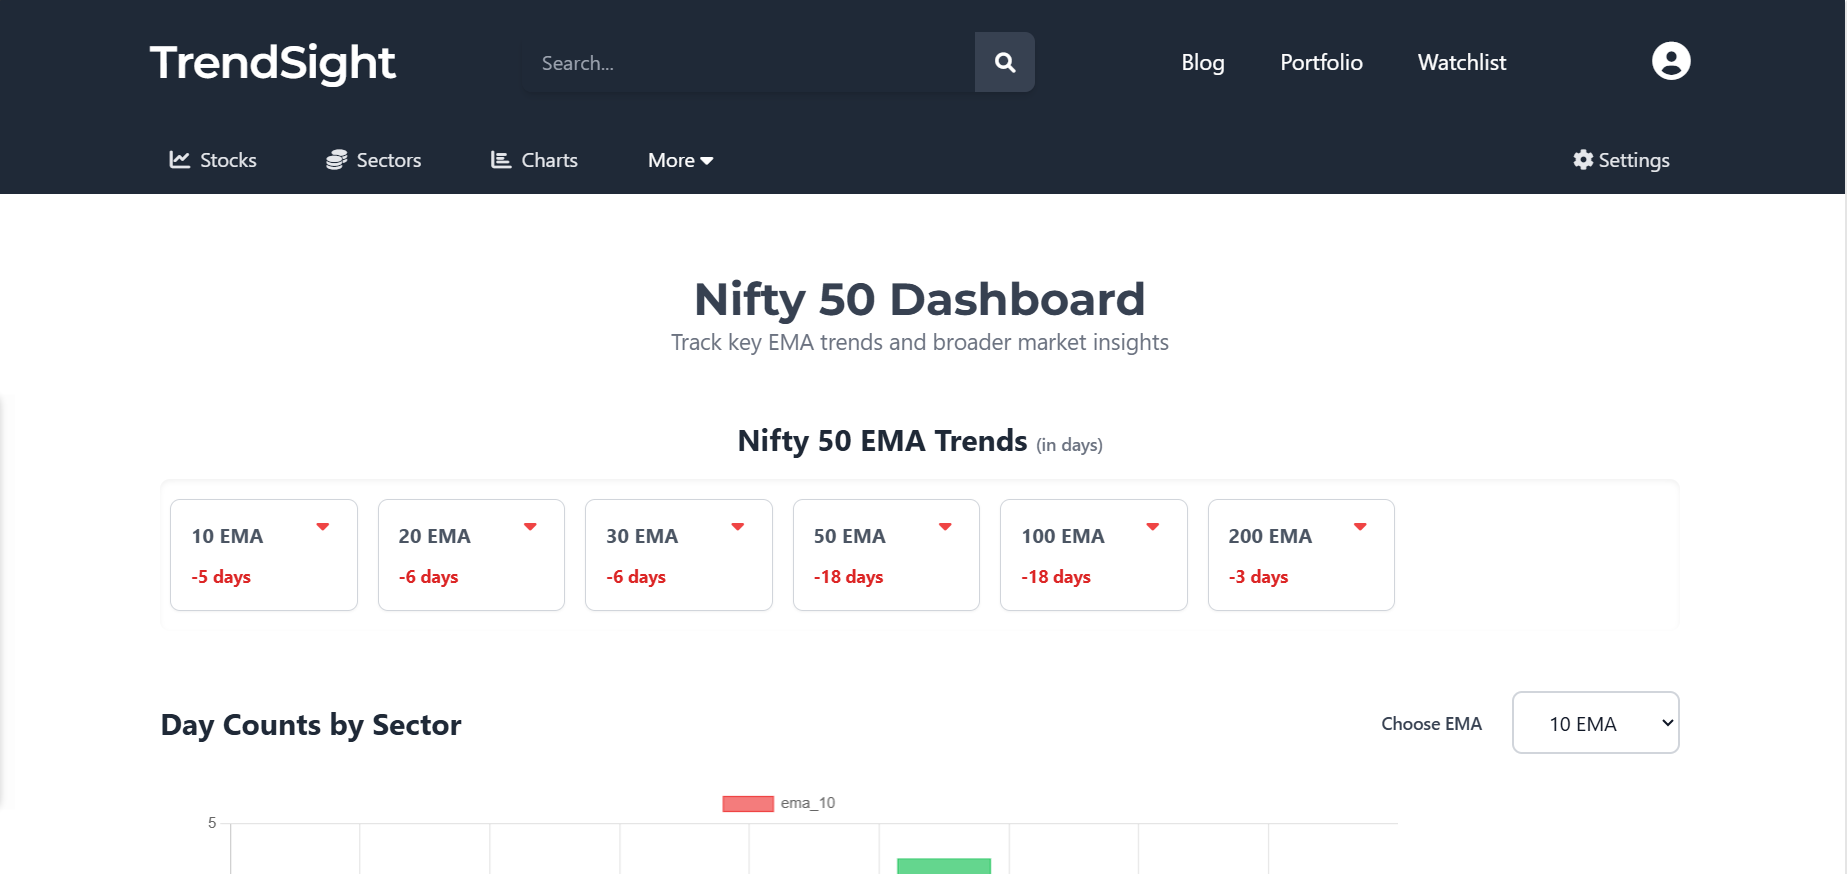 TrendSight
Search...
Blog
Portfolio
Watchlist
Stocks
Sectors
Charts
More
Settings
Nifty 50 Dashboard
Track key EMA trends and broader market insights
Nifty 50 EMA Trends (in days)
10 EMA
-5 days
20 EMA
-6 days
30 EMA
-6 days
50 EMA
-18 days
100 EMA
-18 days
200 EMA
-3 days
Day Counts by Sector
Choose EMA
10 EMA
ema_10
5